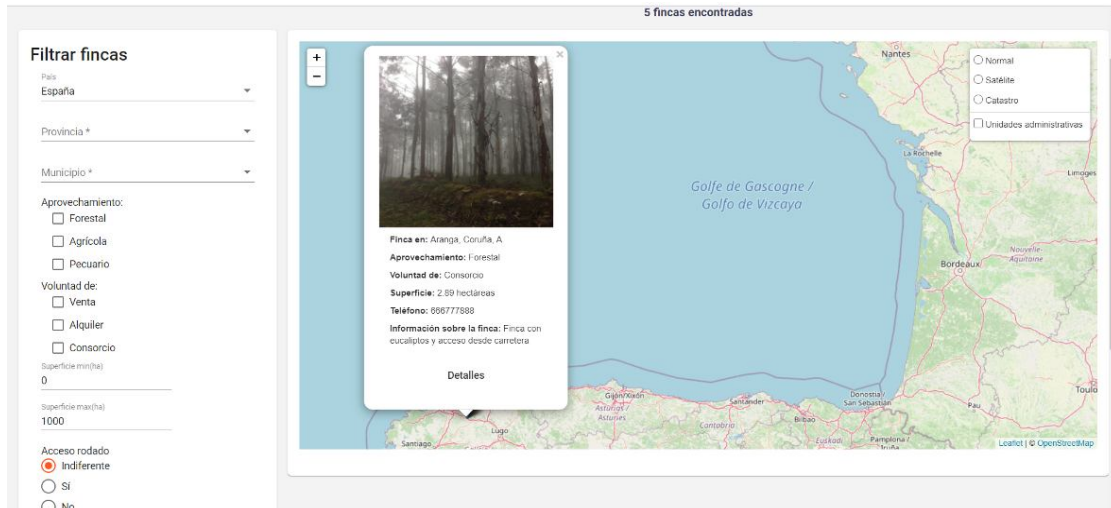 5 fincas encontradas
Filtrar fincas
País
España
Provincia *
Municipio *
Aprovechamiento:
Forestal
Agrícola
Pecuario
Voluntad de:
Venta
Alquiler
Consorcio
Superficie min(ha)
0
Superficie max(ha)
1000
Acceso rodado
Indiferente
Sí
No
+
−
×
Finca en: Aranga, Coruña, A
Aprovechamiento: Forestal
Voluntad de: Consorcio
Superficie: 2.89 hectáreas
Teléfono: 666777888
Información sobre la finca: Finca con
eucaliptos y acceso desde carretera
Detalles
Golfe de Gascogne /
Golfo de Vizcaya
Nantes
La Rochelle
Limoges
Nouvelle-
Aquitaine
Bordeaux
Toulo
Pau
Donostia /
San Sebastián
Pamplona /
Iruña
Bilbao
Euskadi
Santander
Cantabria
Gijón/Xixón
Asturias /
Asturies
Lugo
Santiago
Normal
Satélite
Catastro
Unidades administrativas
Leaflet | © OpenStreetMap